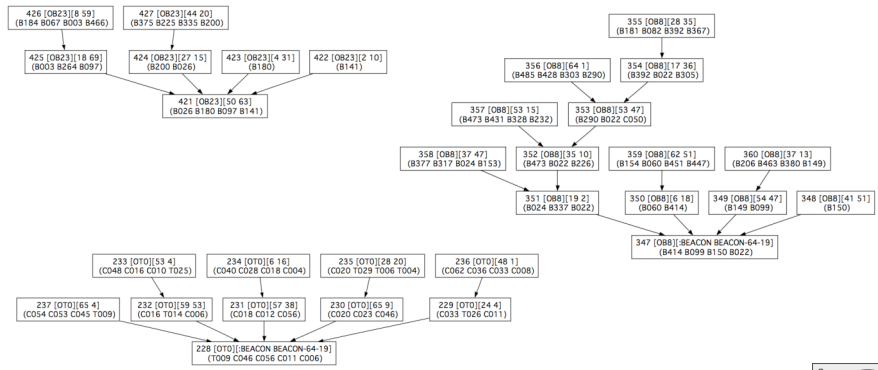 426 [OB23][8 59]
(B184 B067 B003 B466)
427 [OB23][44 20]
(B375 B225 B335 B200)
425 [OB23][18 69]
(B003 B264 B097)
424 [OB23][27 15]
(B200 B026)
423 [OB23][4 31]
(B180)
422 [OB23][2 10]
(B141)
421 [OB23][50 63]
(B026 B180 B097 B141)
355 [OB8][28 35]
(B181 B082 B392 B367)
356 [OB8][64 1]
(B485 B428 B303 B290)
354 [OB8][17 36]
(B392 B022 B305)
357 [OB8][53 15]
(B473 B431 B328 B232)
353 [OB8][53 47]
(B290 B022 C050)
358 [OB8][37 47]
(B377 B317 B024 B153)
352 [OB8][35 10]
(B473 B022 B226)
359 [OB8][62 51]
(B154 B060 B451 B447)
360 [OB8][37 13]
(B206 B463 B380 B149)
351 [OB8][19 2]
(B024 B337 B022)
350 [OB8][6 18]
(B060 B414)
349 [OB8][54 47]
(B149 B099)
348 [OB8][41 51]
(B150)
347 [OB8][:BEACON BEACON-64-19]
(B414 B099 B150 B022)
233 [OT0][53 4]
(C048 C016 C010 T025)
234 [OT0][6 16]
(C040 C028 C018 C004)
235 [OT0][28 20]
(C020 T029 T006 T004)
236 [OT0][48 1]
(C062 C036 C033 C008)
237 [OT0][65 4]
(C054 C053 C045 T009)
232 [OT0][59 53]
(C016 T014 C006)
231 [OT0][57 38]
(C018 C012 C056)
230 [OT0][65 9]
(C020 C023 C046)
229 [OT0][24 4]
(C033 T026 C011)
228 [OT0][:BEACON BEACON-64-19]
(T009 C046 C056 C011 C006)